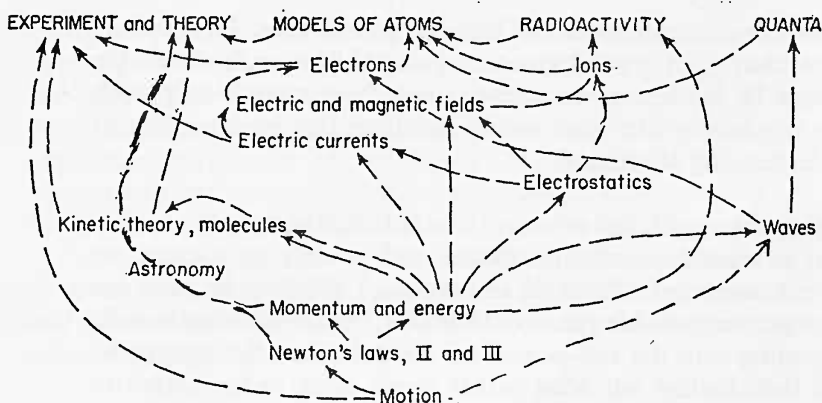 EXPERIMENT and THEORY MODELS OF ATOMS RADIOACTIVITY QUANTA
Electrons Ions
Electric and magnetic fields
Electric currents
Electrostatics
Kinetic theory, molecules Waves
Astronomy
Momentum and energy
Newton's laws, II and III
Motion